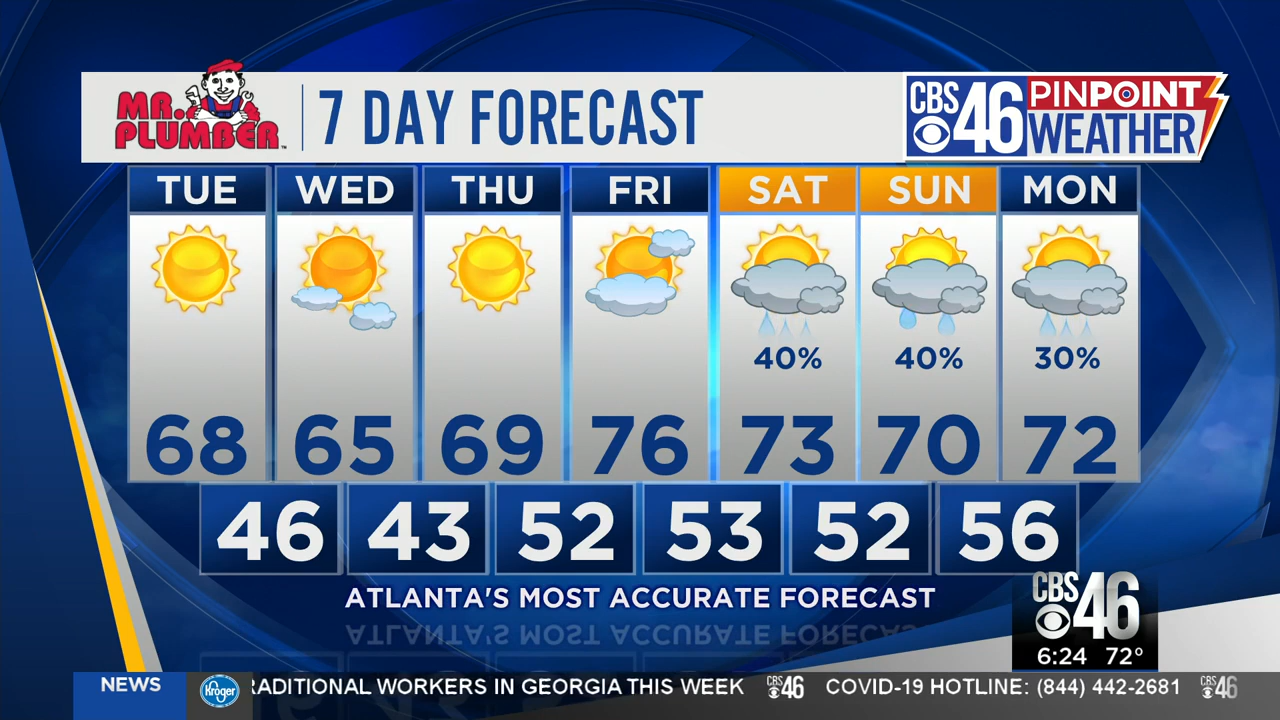 MR. PLUMBER™
7 DAY FORECAST
CBS 46 PINPOINT WEATHER
TUE WED THU FRI SAT SUN MON
40% 40% 30%
68 65 69 76 73 70 72
46 43 52 53 52 56
ATLANTA'S MOST ACCURATE FORECAST
CBS 46
6:24 72°
NEWS Kroger RADITIONAL WORKERS IN GEORGIA THIS WEEK CBS 46 COVID-19 HOTLINE: (844) 442-2681 CBS 46